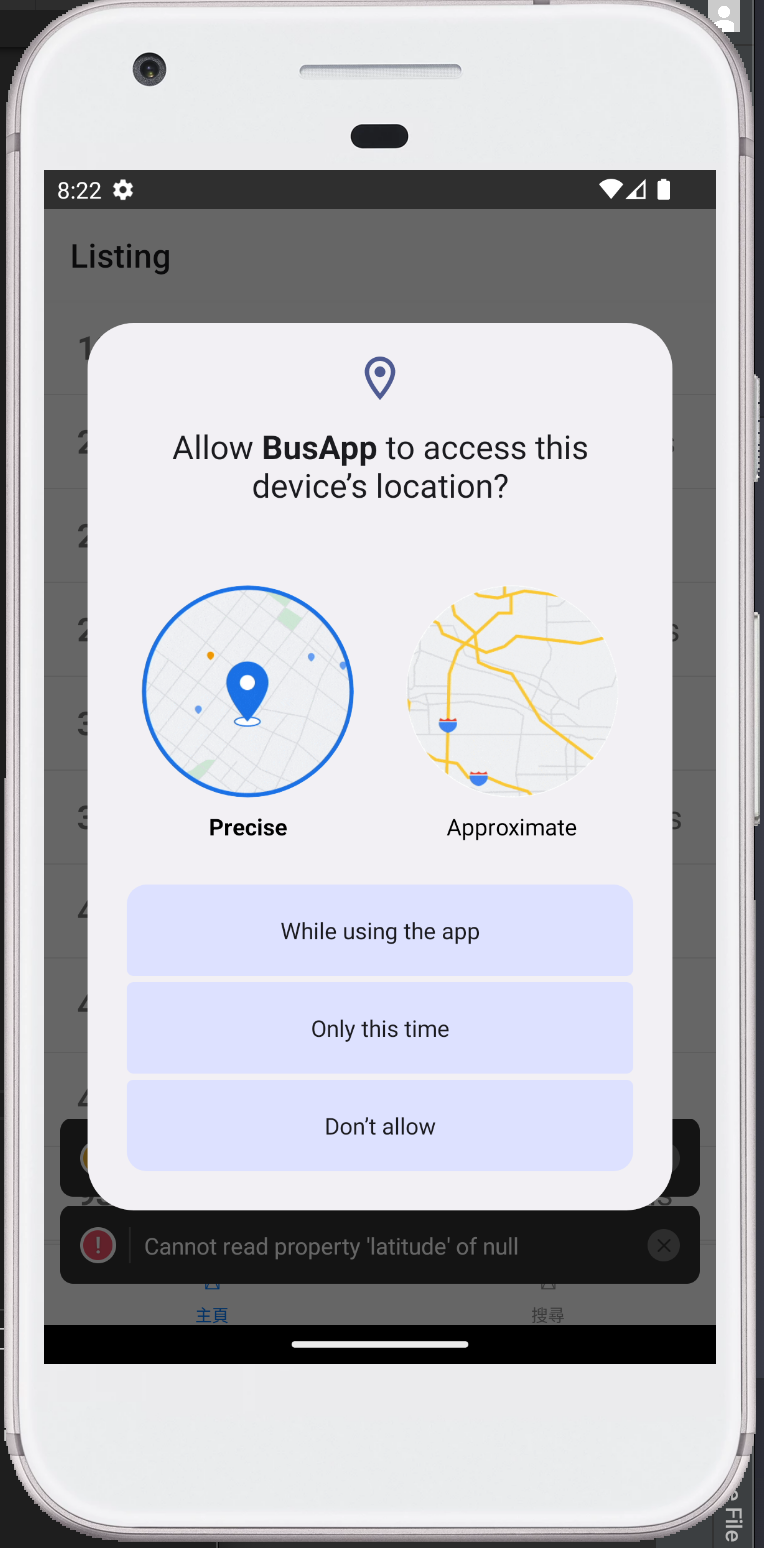 8:22
Listing
Allow BusApp to access this
device's location?
Precise
Approximate
While using the app
Only this time
Don't allow
Cannot read property 'latitude' of null
主頁
搜尋
File